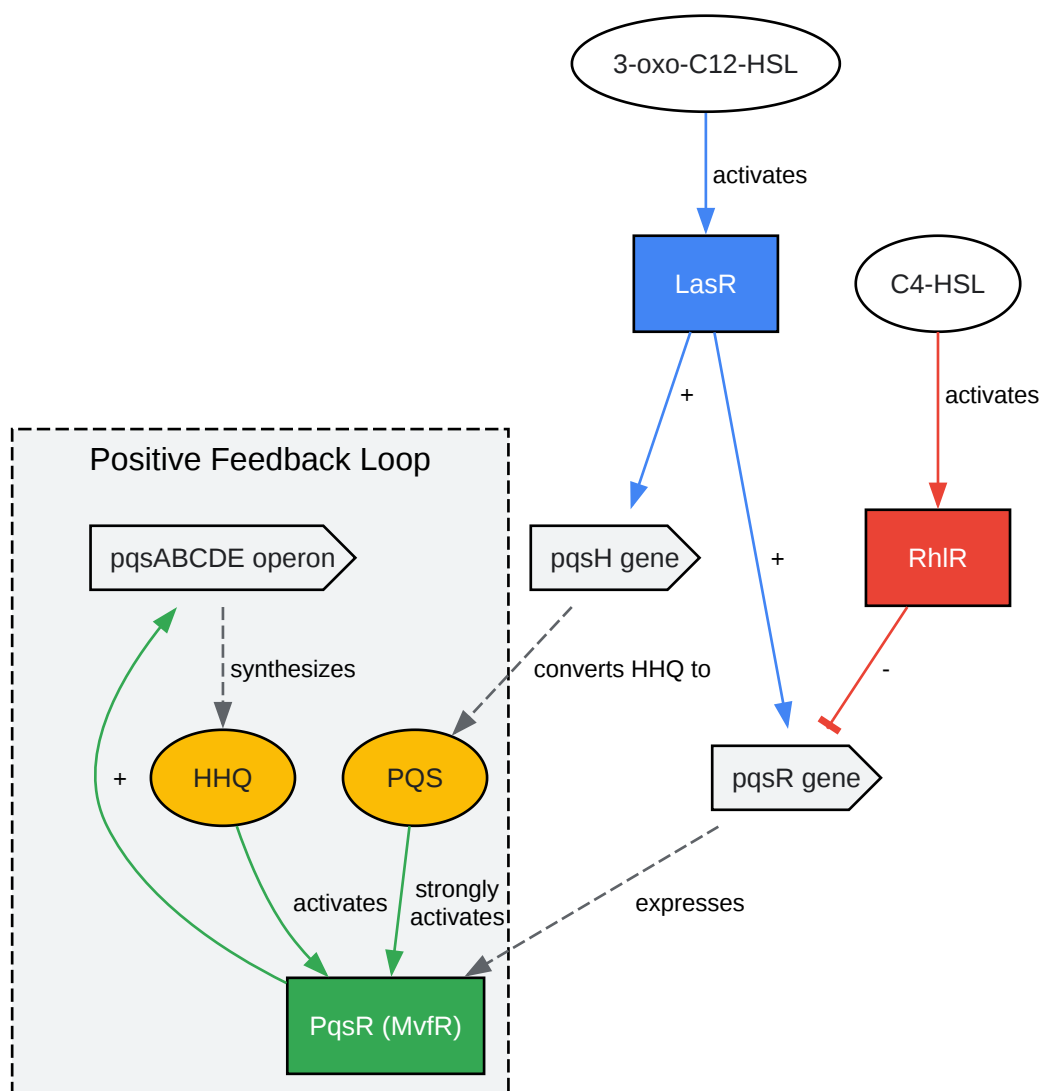 3-oxo-C12-HSL
activates
LasR
C4-HSL
+
activates
Positive Feedback Loop
pqsABCDE operon
pqsH gene
+
RhlR
synthesizes
converts HHQ to
-
HHQ
PQS
+
pqsR gene
activates
strongly
activates
expresses
PqsR (MvfR)